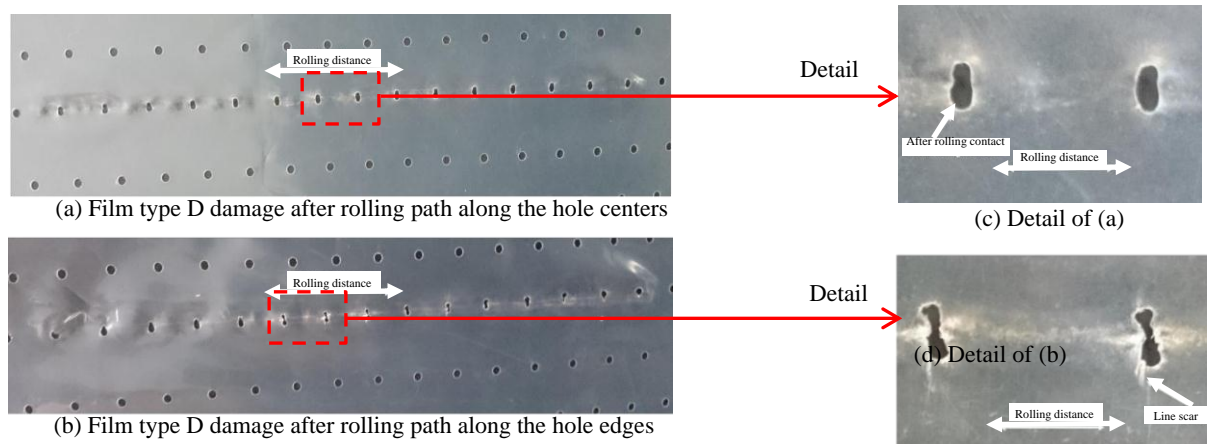 Rolling distance
Detail
After rolling contact
Rolling distance
(a) Film type D damage after rolling path along the hole centers
(c) Detail of (a)
Rolling distance
Detail
(d) Detail of (b)
Rolling distance
Line scar
(b) Film type D damage after rolling path along the hole edges